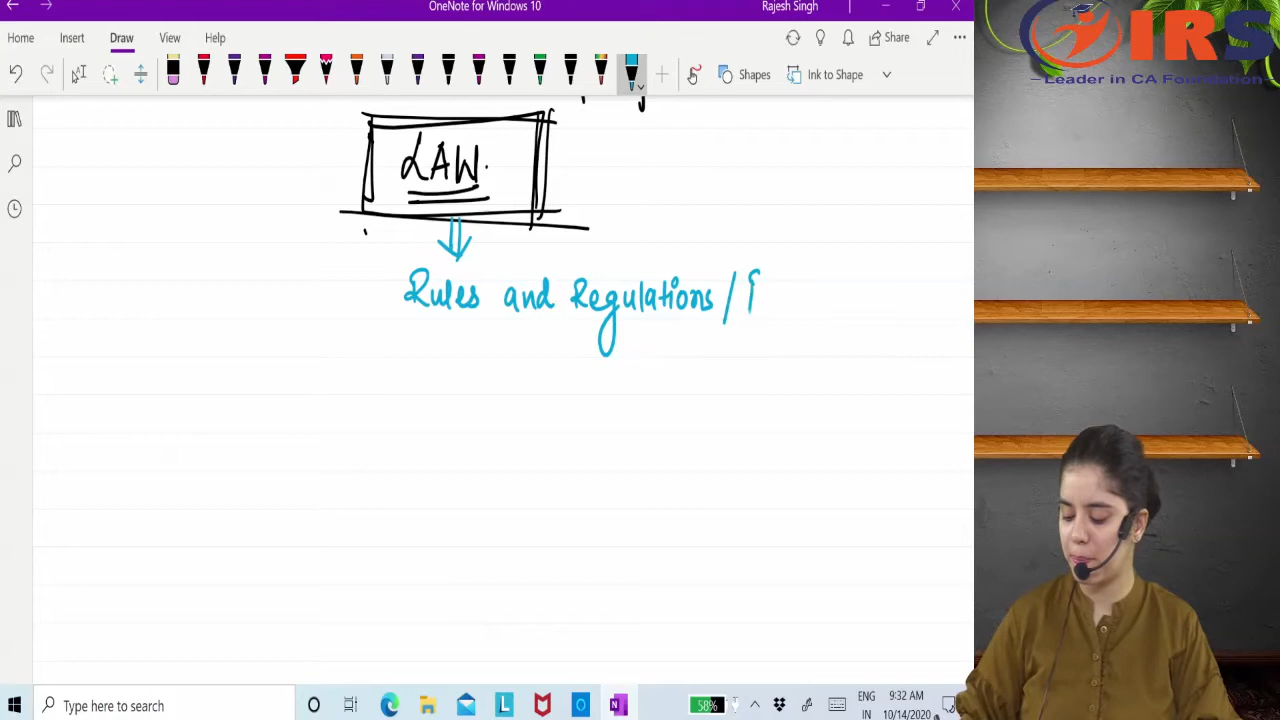 OneNote for Windows 10
Rajesh Singh
Home Insert Draw View Help
Share
Shapes Ink to Shape
IRS
Leader in CA Foundation
LAW.
Rules and Regulations /
Type here to search
58%
ENG 9:32 AM
IN 10/14/2020